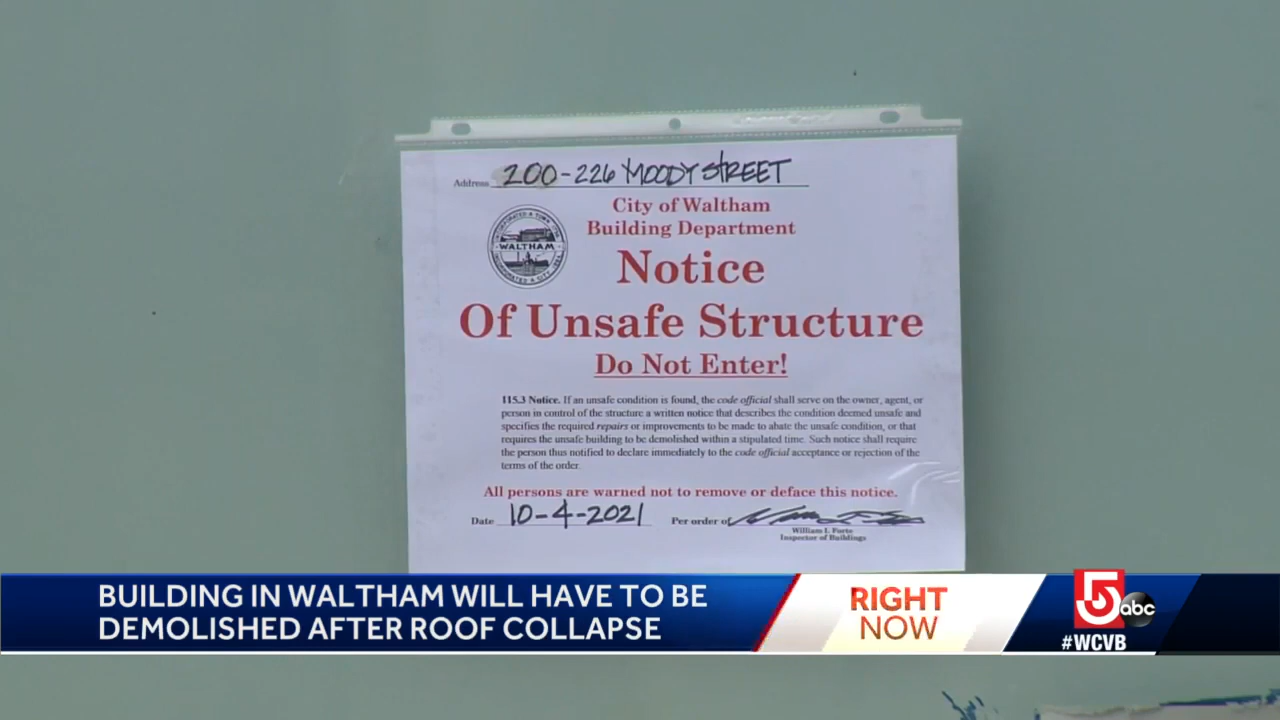 Address 200-226 MOODY STREET
City of Waltham
Building Department
INCORPORATED A TOWN 1738
WALTHAM
INCORPORATED A CITY 1884
Notice
Of Unsafe Structure
Do Not Enter!
115.3 Notice. If an unsafe condition is found, the code official shall serve on the owner, agent, or
person in control of the structure a written notice that describes the condition deemed unsafe and
specifies the required repairs or improvements to be made to abate the unsafe condition, or that
requires the unsafe building to be demolished within a stipulated time. Such notice shall require
the person thus notified to declare immediately to the code official acceptance or rejection of the
terms of the order.
All persons are warned not to remove or deface this notice.
Date 10-4-2021 Per order of
William L Forte
Inspector of Buildings
BUILDING IN WALTHAM WILL HAVE TO BE
DEMOLISHED AFTER ROOF COLLAPSE
RIGHT
NOW
5 abc
#WCVB